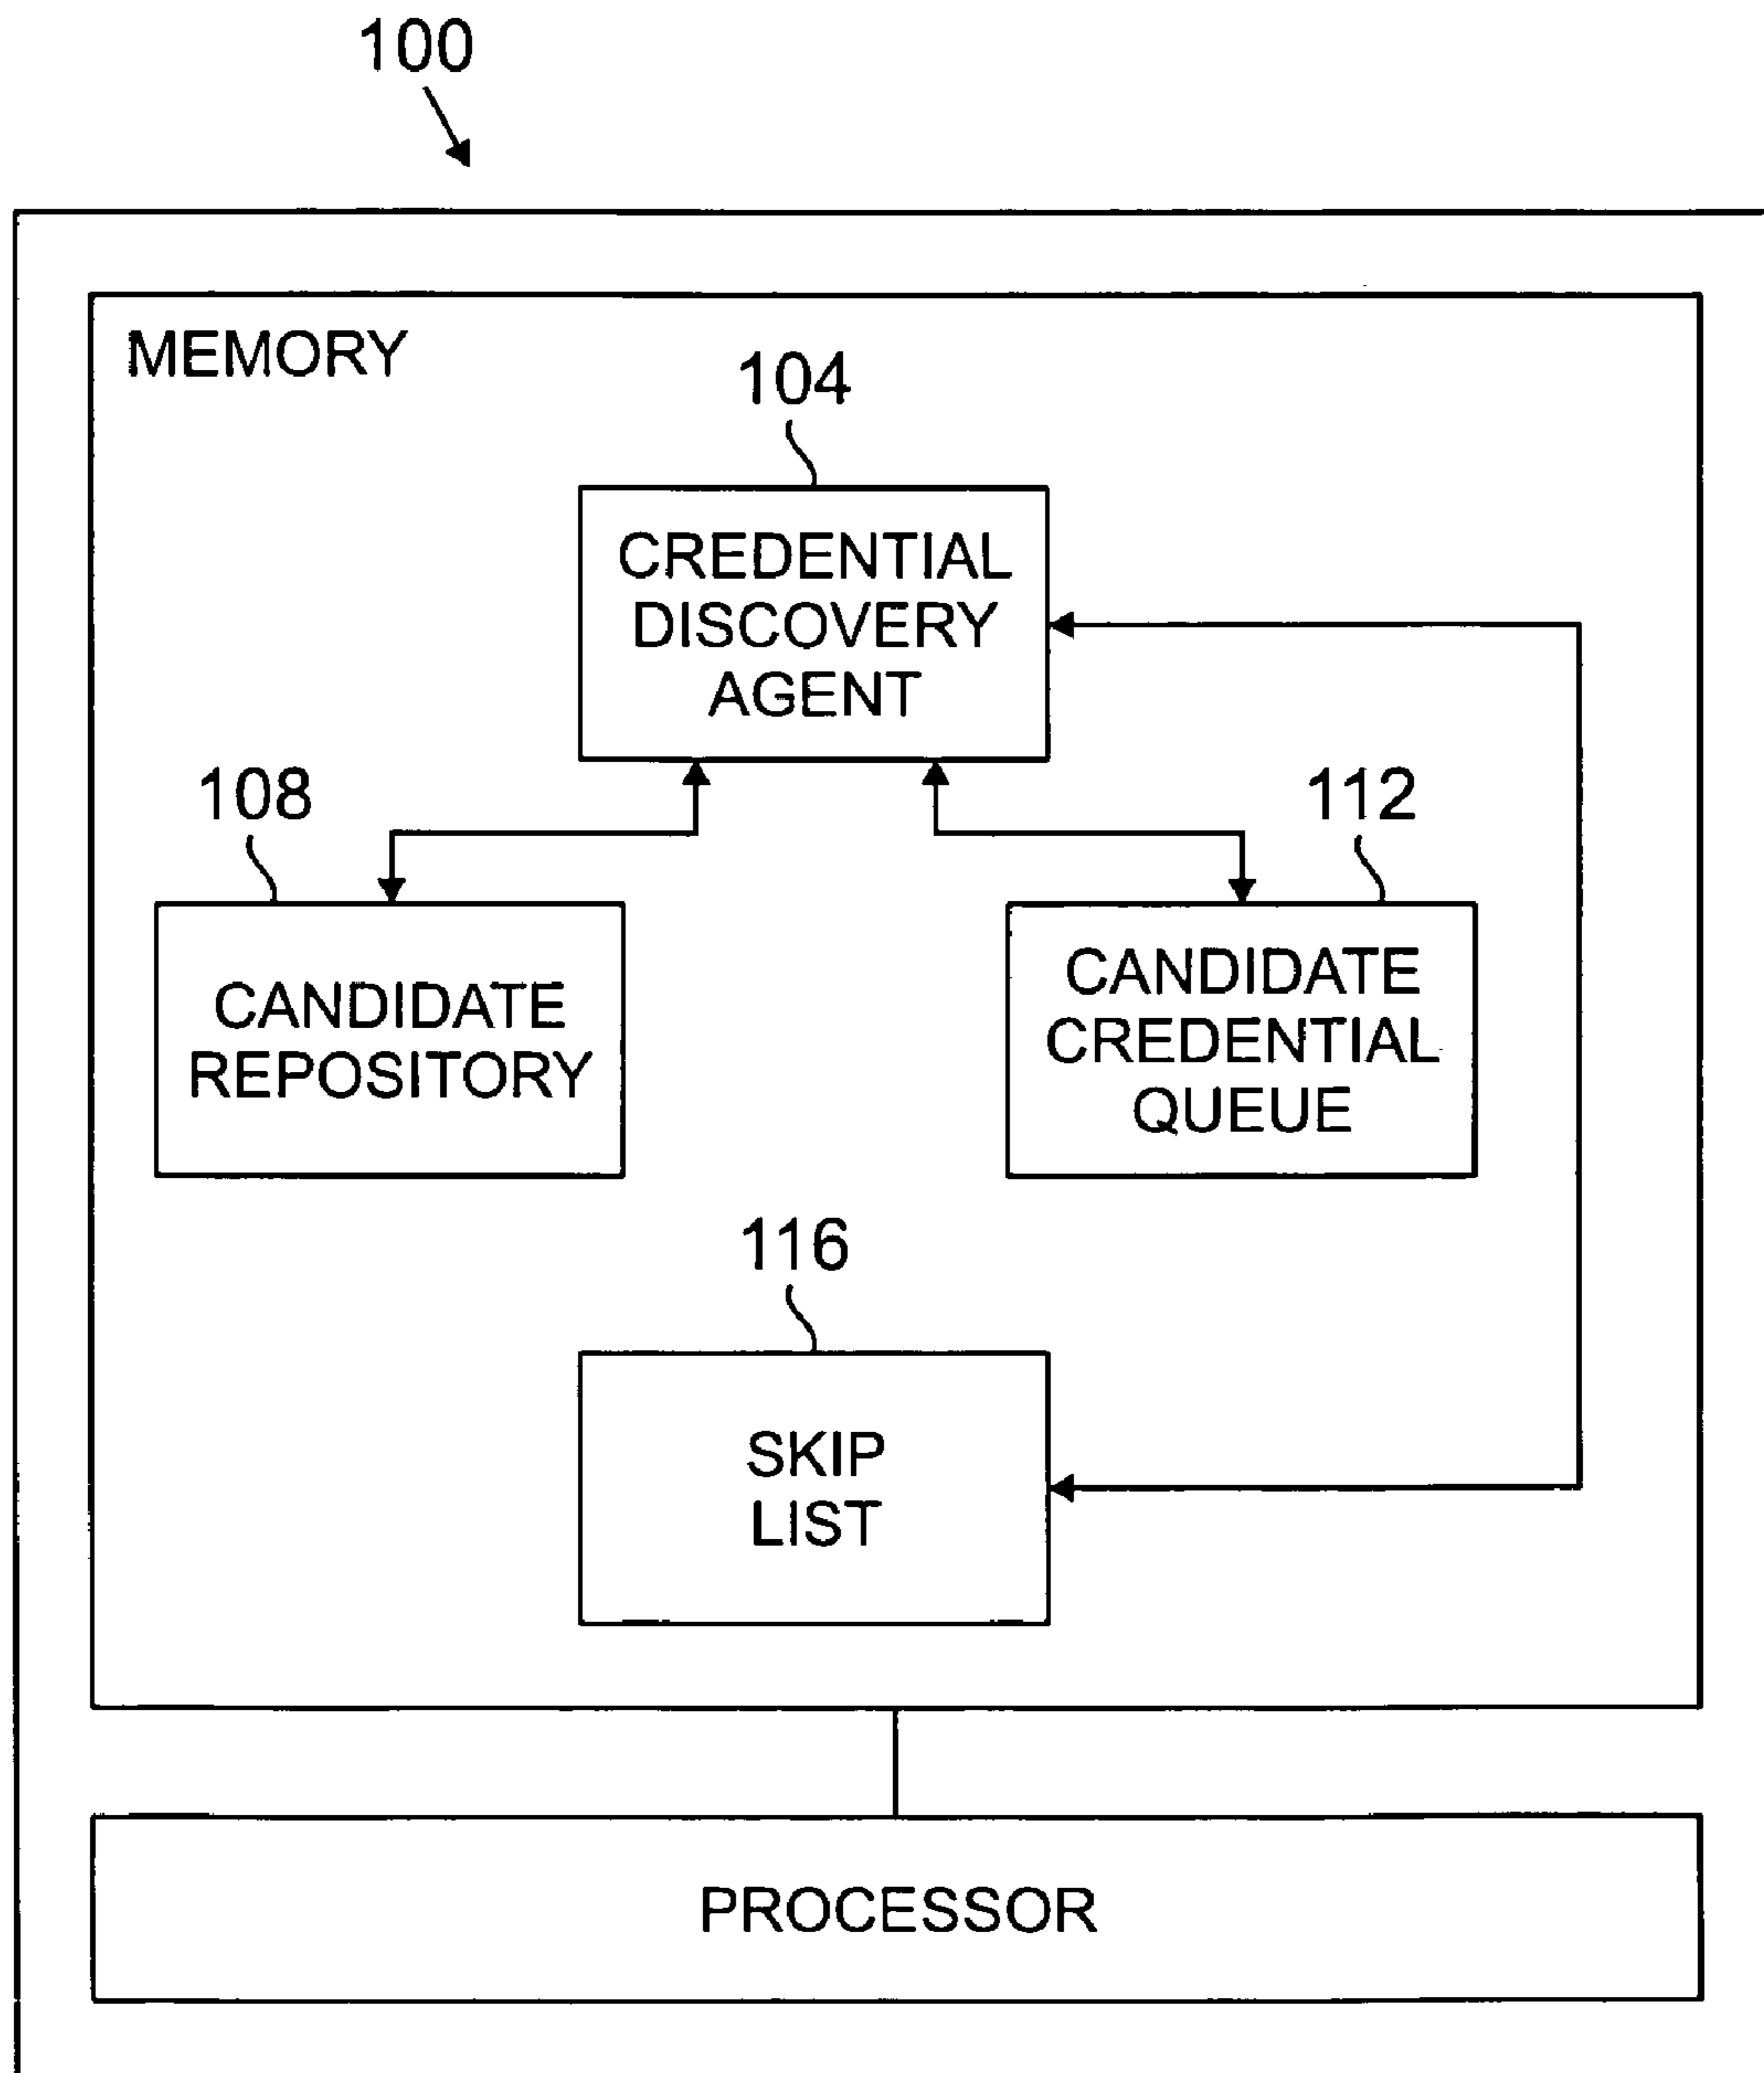 100
MEMORY
104
CREDENTIAL
DISCOVERY
AGENT
108
112
CANDIDATE
REPOSITORY
CANDIDATE
CREDENTIAL
QUEUE
116
SKIP
LIST
PROCESSOR